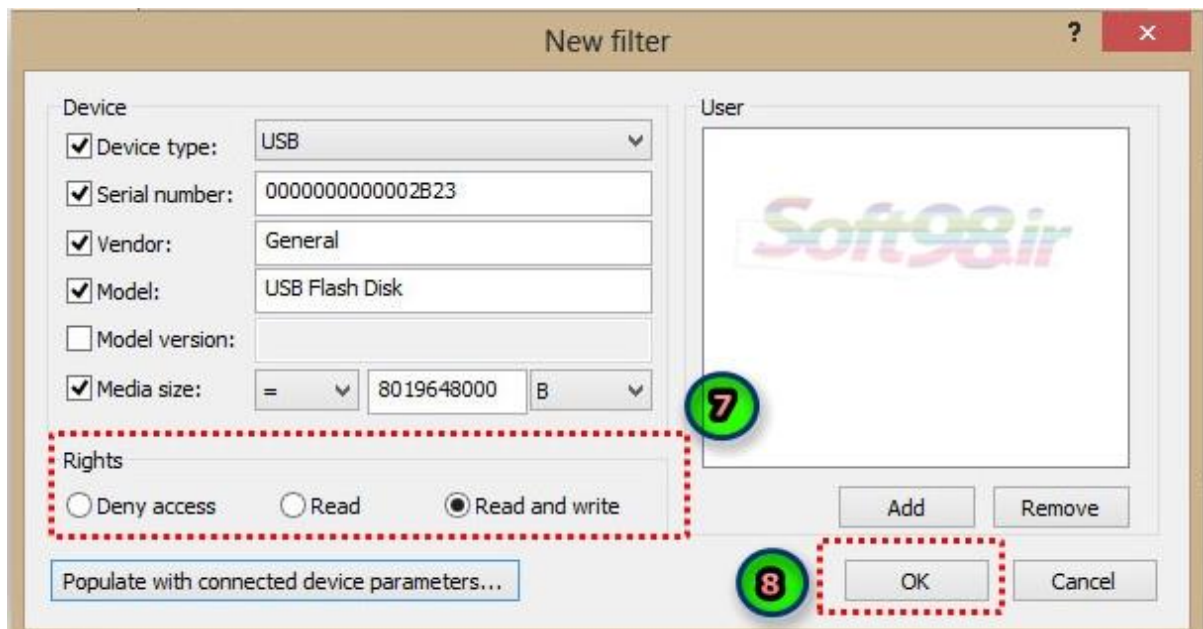 New filter
?
×
Device
Device type:
USB
Serial number:
0000000000002B23
Vendor:
General
Model:
USB Flash Disk
Model version:
Media size:
=
8019648000
B
Rights
Deny access
Read
Read and write
Populate with connected device parameters...
User
Soft98.ir
7
Add
Remove
8
OK
Cancel